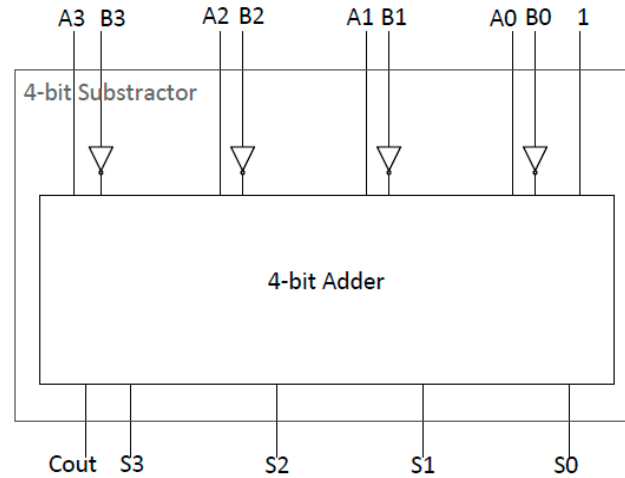 A3 B3 A2 B2 A1 B1 A0 B0 1
4-bit Substractor
4-bit Adder
Cout S3 S2 S1 S0